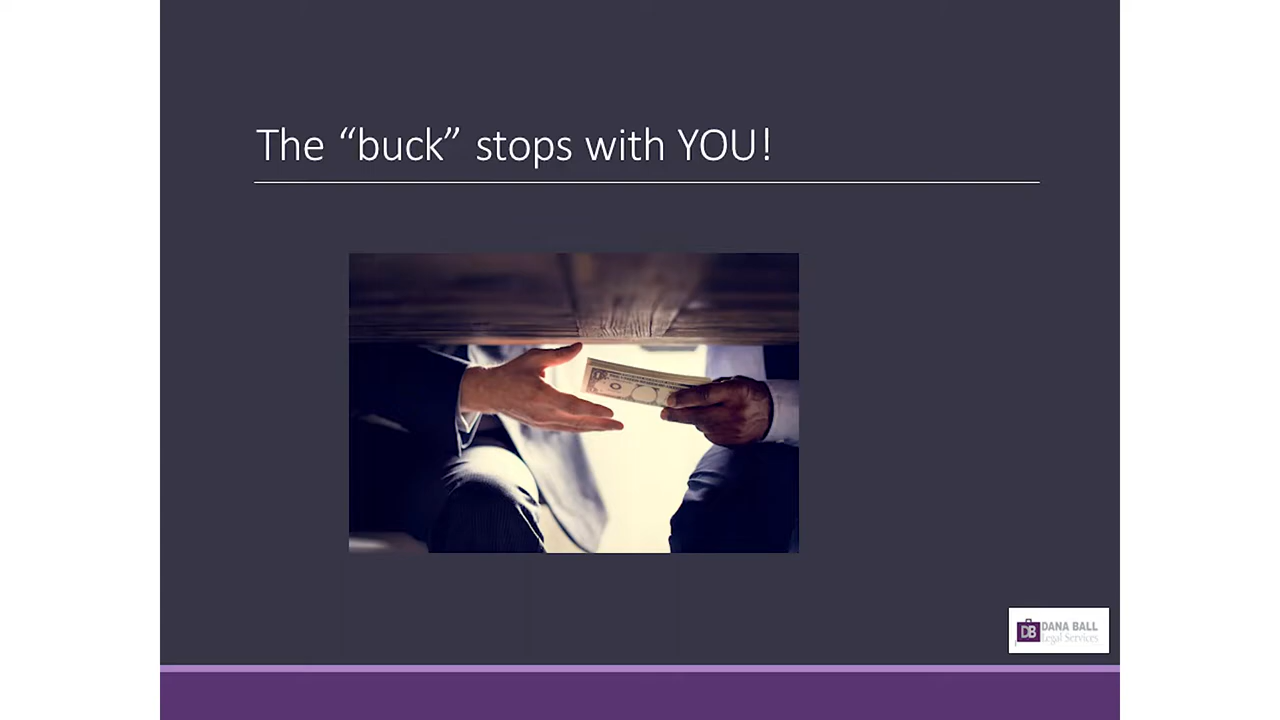 The “buck” stops with YOU!
DB
DANA BALL
Legal Services